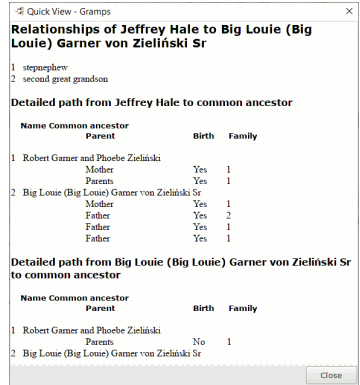 Quick View - Gramps
Relationships of Jeffrey Hale to Big Louie (Big
Louie) Garner von Zieliński Sr
1 stepnephew
2 second great grandson
Detailed path from Jeffrey Hale to common ancestor
Name Common ancestor
Parent Birth Family
1 Robert Garner and Phoebe Zieliński
Mother Yes 1
Parents Yes 1
2 Big Louie (Big Louie) Garner von Zieliński Sr
Mother Yes 1
Father Yes 2
Father Yes 1
Father Yes 1
Detailed path from Big Louie (Big Louie) Garner von Zieliński Sr
to common ancestor
Name Common ancestor
Parent Birth Family
1 Robert Garner and Phoebe Zieliński
Parents No 1
2 Big Louie (Big Louie) Garner von Zieliński Sr
Close